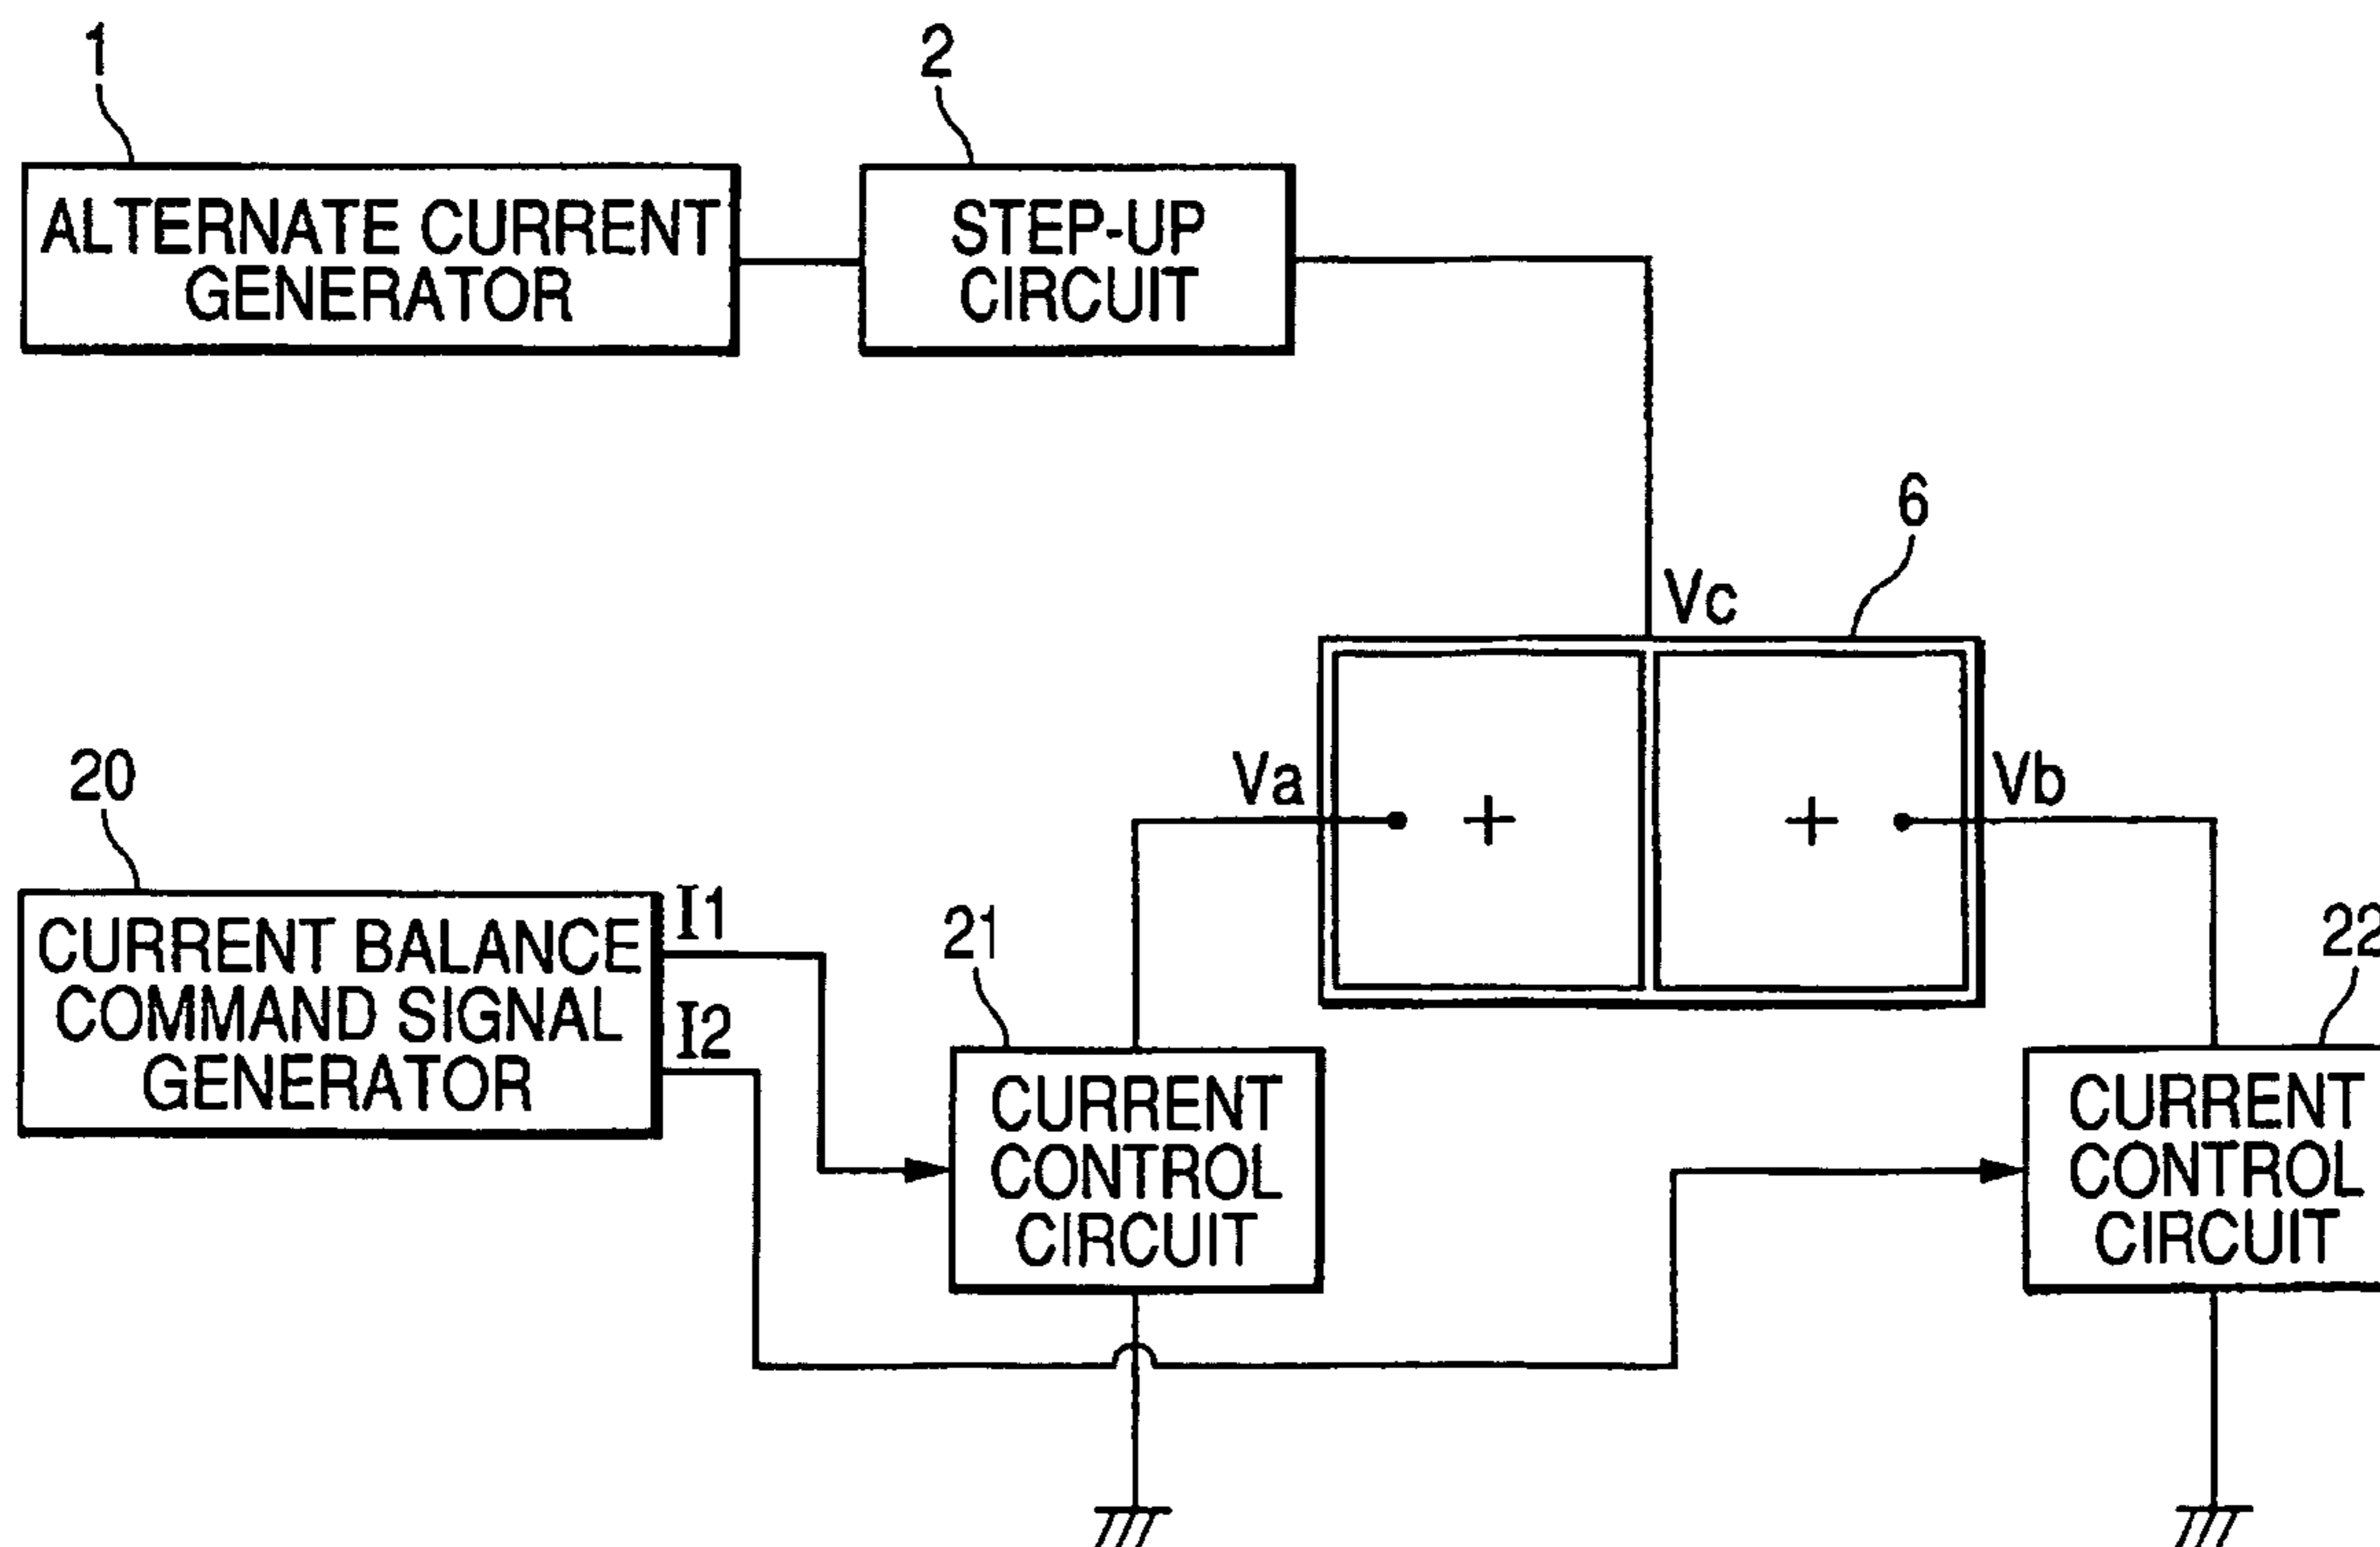 1
2
ALTERNATE CURRENT
GENERATOR
STEP-UP
CIRCUIT
6
Vc
Va
Vb
20
CURRENT BALANCE
COMMAND SIGNAL
GENERATOR
I1
I2
21
CURRENT
CONTROL
CIRCUIT
22
CURRENT
CONTROL
CIRCUIT